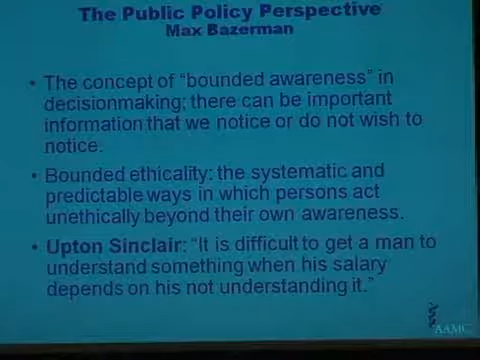 The Public Policy Perspective
Max Bazerman
• The concept of “bounded awareness” in
decisionmaking; there can be important
information that we notice or do not wish to
notice.
• Bounded ethicality: the systematic and
predictable ways in which persons act
unethically beyond their own awareness.
• Upton Sinclair: “It is difficult to get a man to
understand something when his salary
depends on his not understanding it.”
AAMC